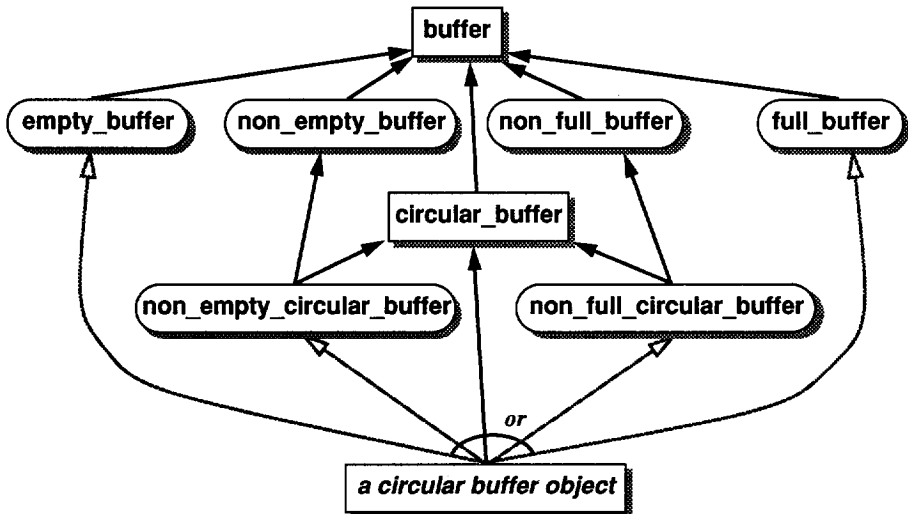 buffer
empty_buffer
non_empty_buffer
non_full_buffer
full_buffer
circular_buffer
non_empty_circular_buffer
non_full_circular_buffer
or
a circular buffer object